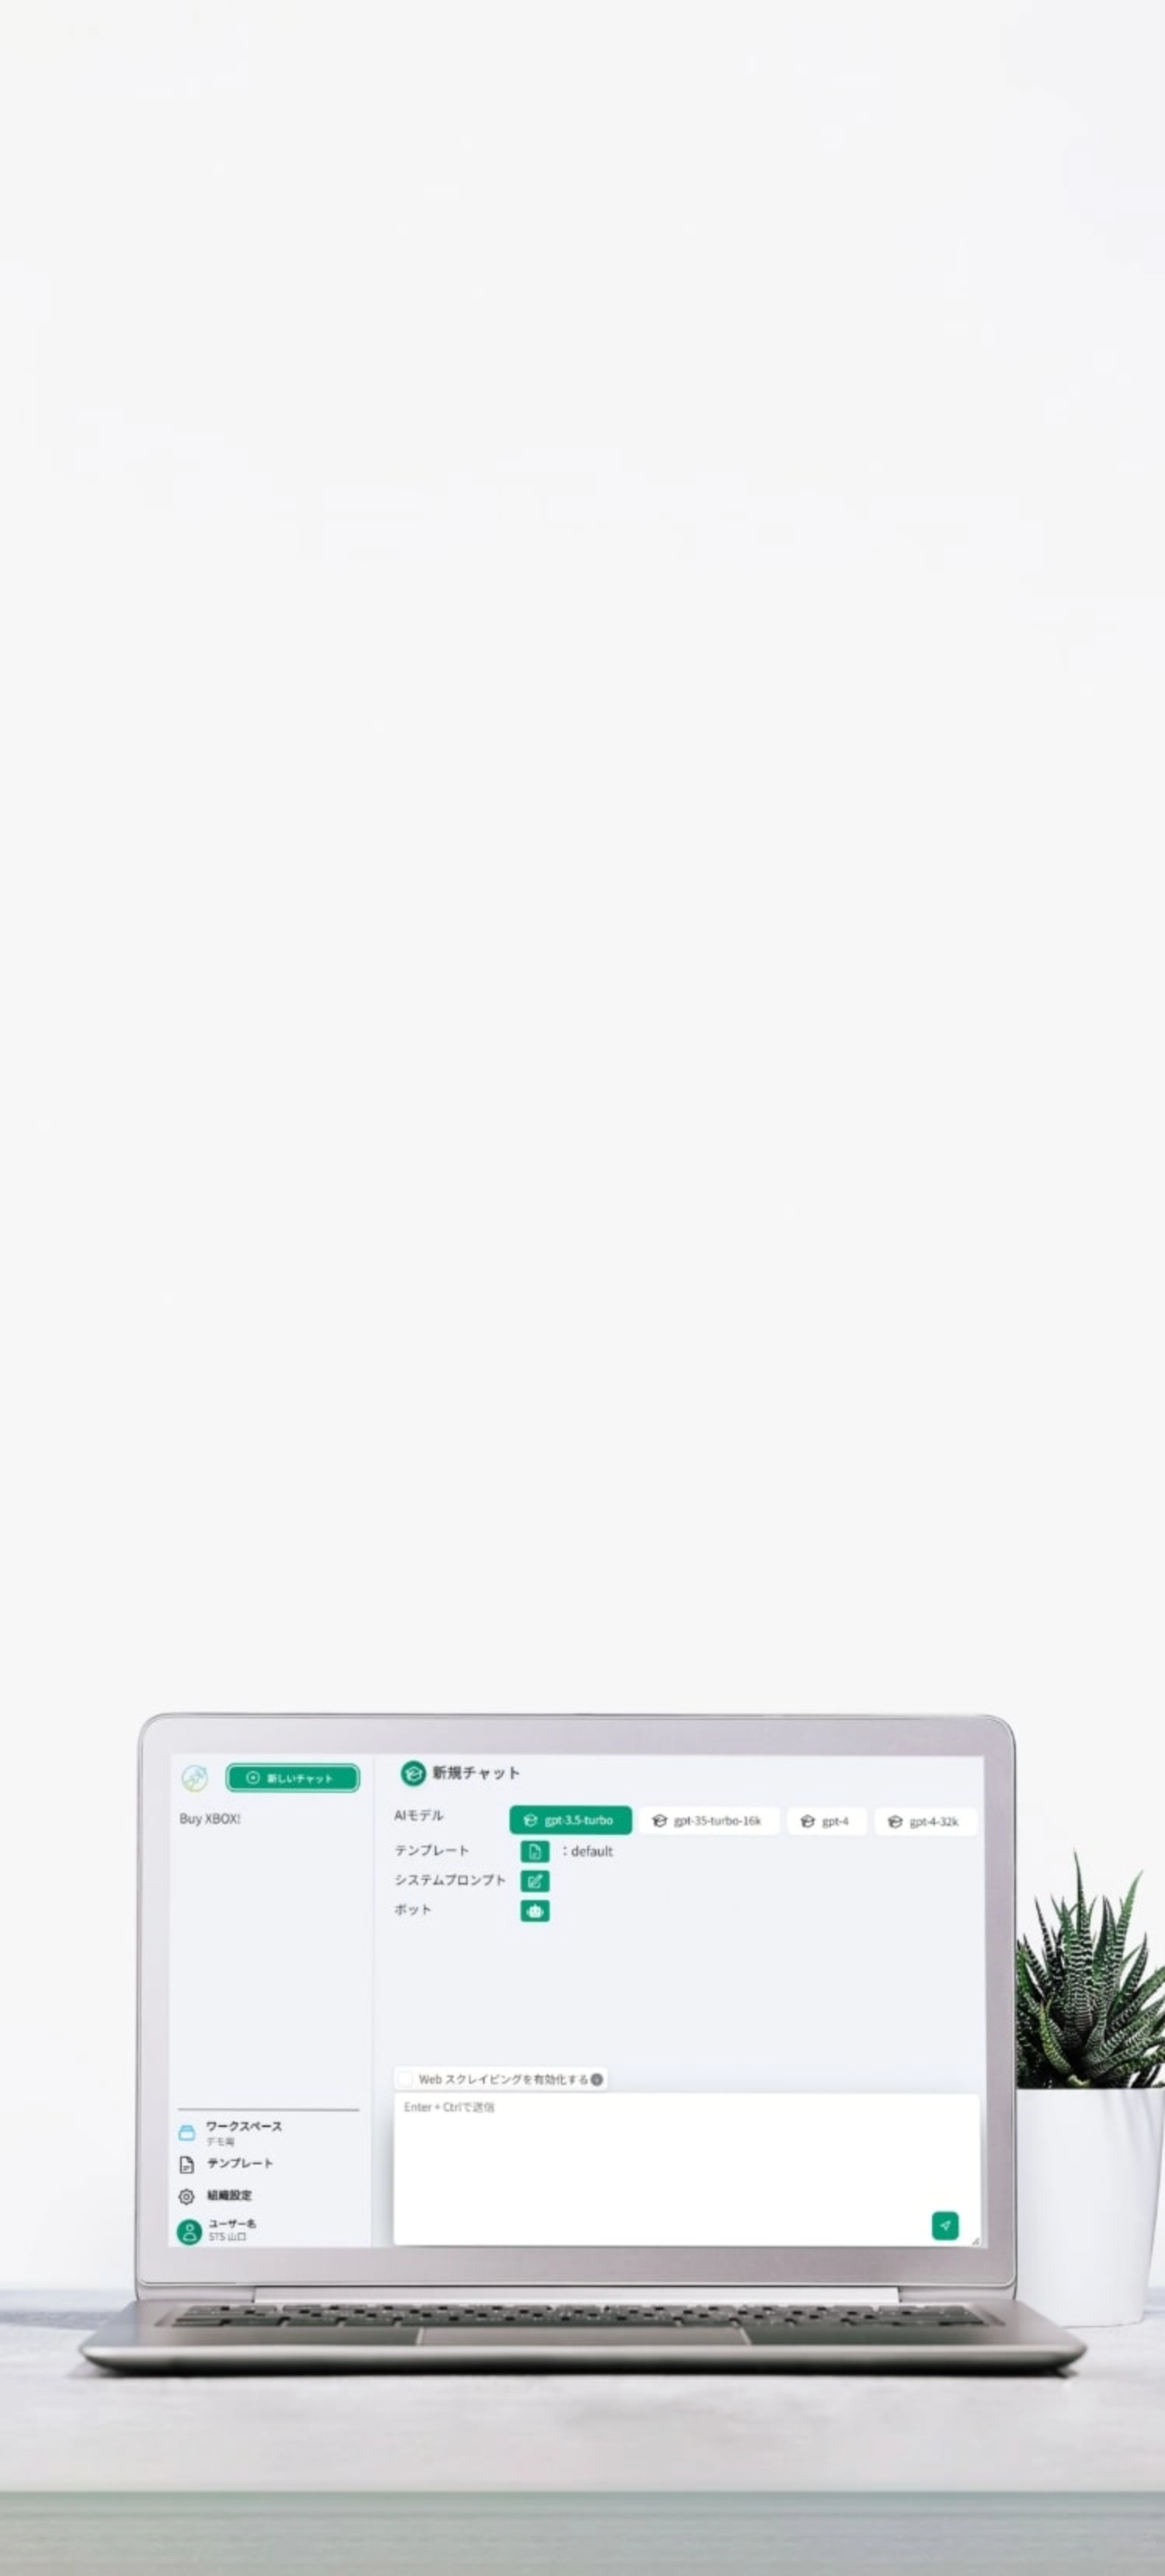 新しいチャット
Buy XBOX!
ワークスペース
デモ用
テンプレート
組織設定
ユーザー名
STS 山口
新規チャット
AIモデル gpt-3.5-turbo gpt-35-turbo-16k gpt-4 gpt-4-32k
テンプレート : default
システムプロンプト
ボット
Web スクレイピングを有効化する
Enter + Ctrlで送信